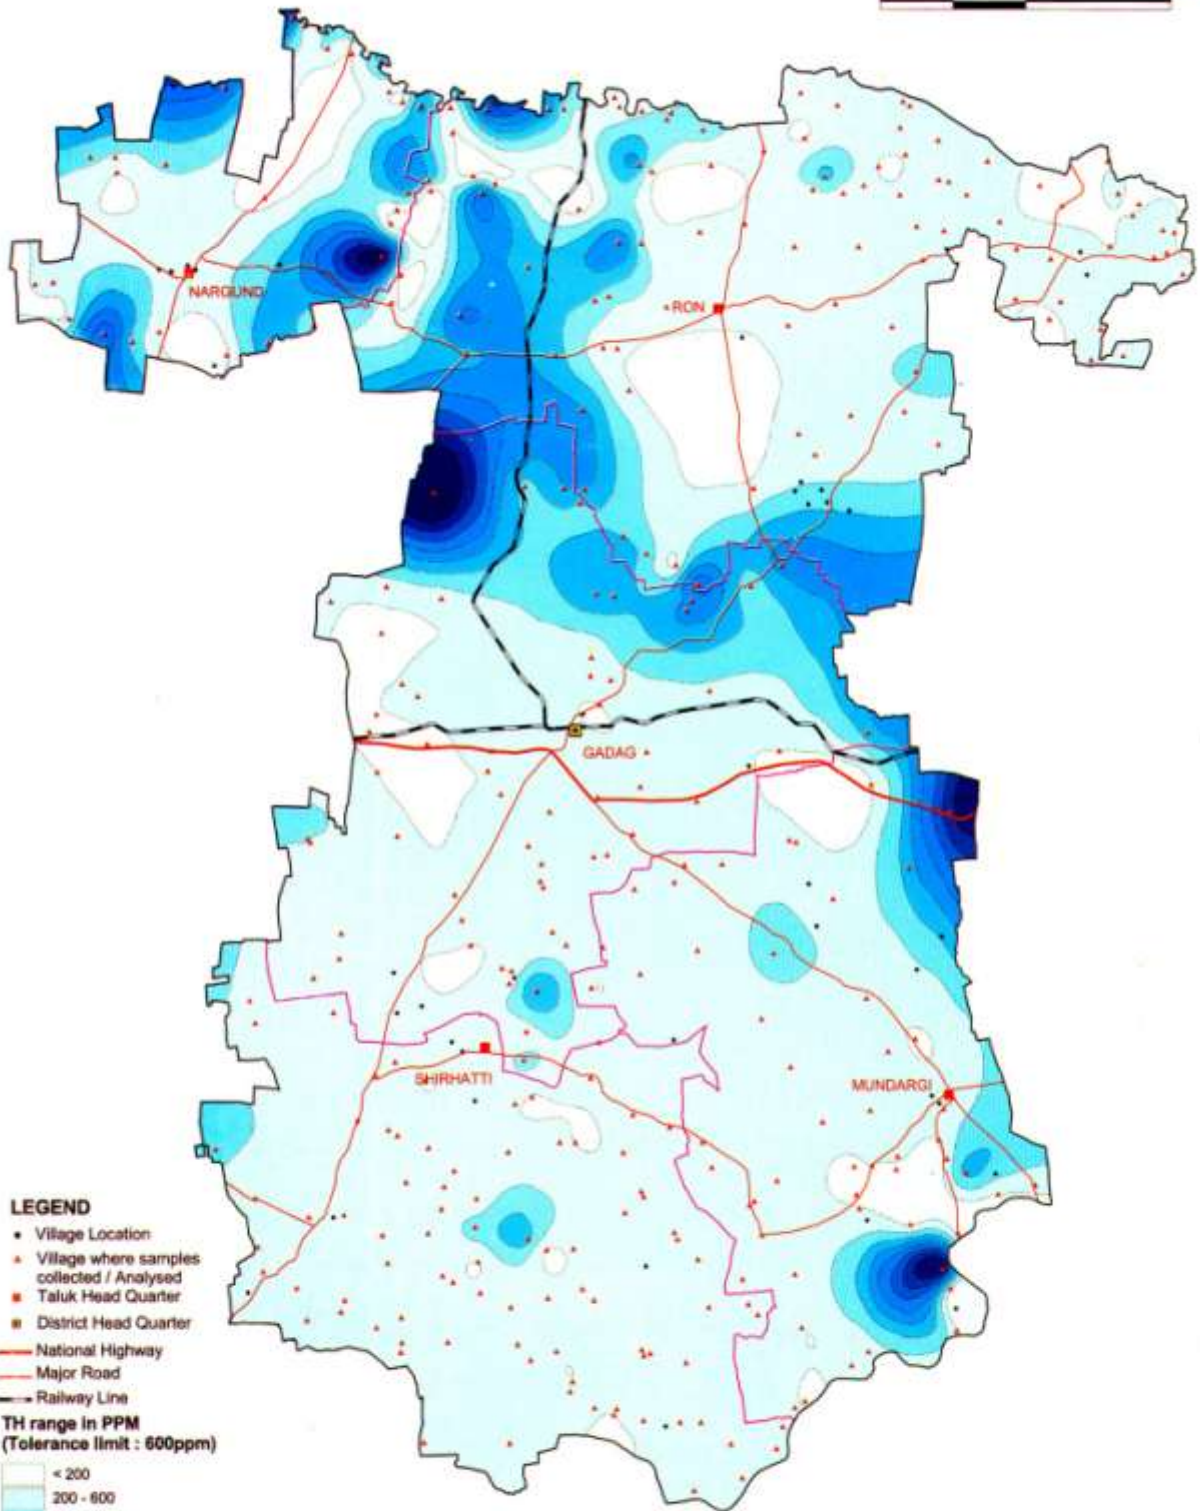 NARGUND
RON
GADAG
SHIRHATTI
MUNDARGI
LEGEND
Village Location
Village where samples
collected / Analysed
Taluk Head Quarter
District Head Quarter
National Highway
Major Road
Railway Line
TH range in PPM
(Tolerance limit : 600ppm)
< 200
200 - 600